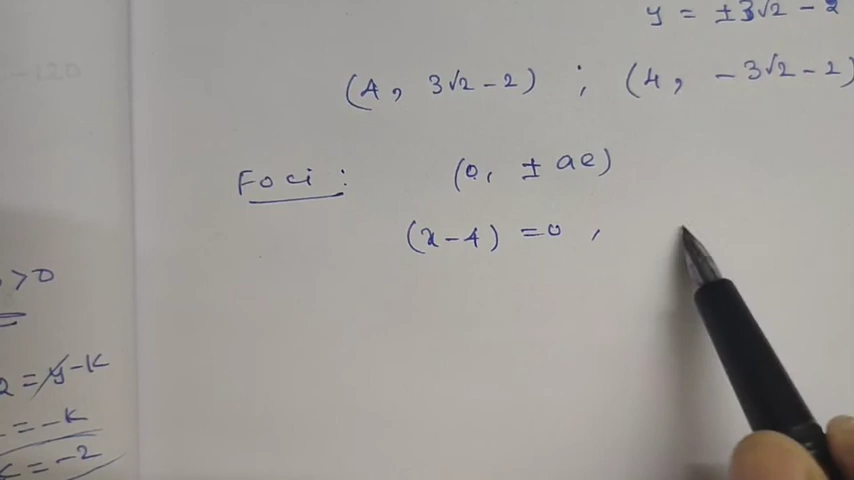 y = ±3√2 - 2
(4, 3√2 - 2) ; (4, -3√2 - 2)
Foci : (0, ± ae)
(x - 4) = 0 ,
>0
2 = y - k
= -k
k = -2